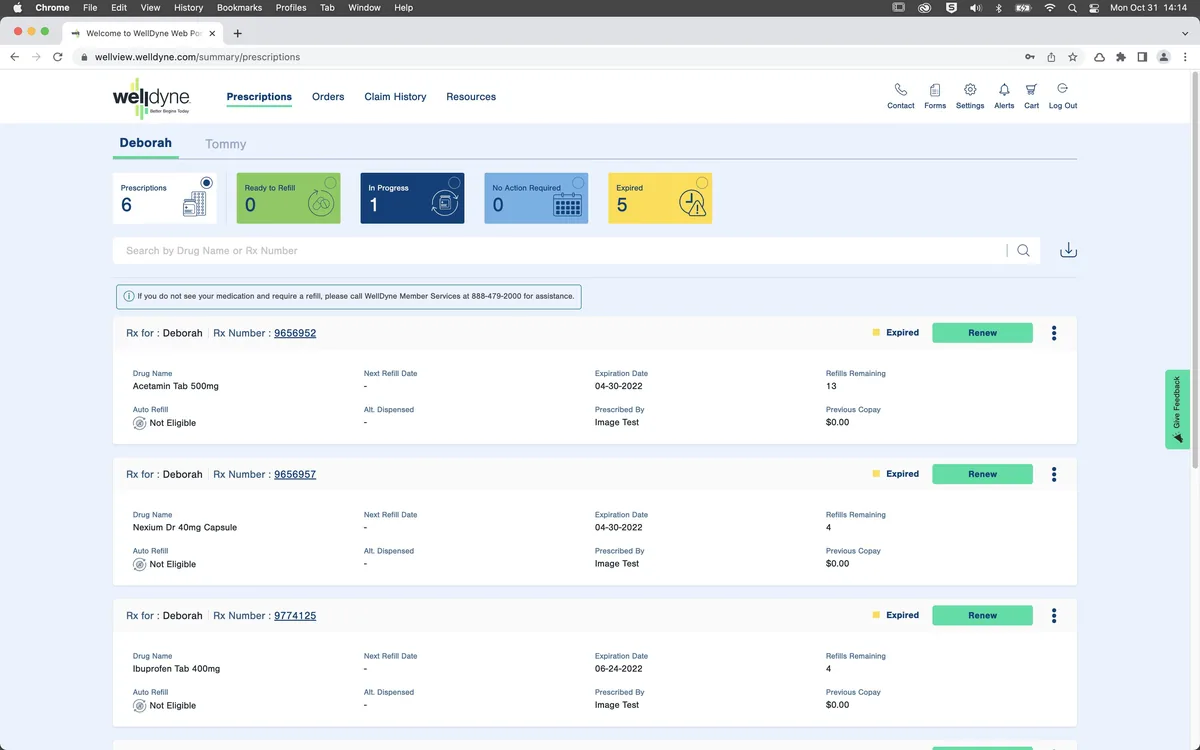 Chrome File Edit View History Bookmarks Profiles Tab Window Help Mon Oct 31 14:14
Welcome to WellDyne Web Por
wellview.welldyne.com/summary/prescriptions
welldyne
Better Begins Today
Prescriptions Orders Claim History Resources
Contact Forms Settings Alerts Cart Log Out
Deborah Tommy
Prescriptions 6
Ready to Refill 0
In Progress 1
No Action Required 0
Expired 5
Search by Drug Name or Rx Number
If you do not see your medication and require a refill, please call WellDyne Member Services at 888-479-2000 for assistance.
Rx for : Deborah Rx Number : 9656952 Expired Renew
Drug Name Next Refill Date Expiration Date Refills Remaining
Acetamin Tab 500mg - 04-30-2022 13
Auto Refill Alt. Dispensed Prescribed By Previous Copay
Not Eligible - Image Test $0.00
Give Feedback
Rx for : Deborah Rx Number : 9656957 Expired Renew
Drug Name Next Refill Date Expiration Date Refills Remaining
Nexium Dr 40mg Capsule - 04-30-2022 4
Auto Refill Alt. Dispensed Prescribed By Previous Copay
Not Eligible - Image Test $0.00
Rx for : Deborah Rx Number : 9774125 Expired Renew
Drug Name Next Refill Date Expiration Date Refills Remaining
Ibuprofen Tab 400mg - 06-24-2022 4
Auto Refill Alt. Dispensed Prescribed By Previous Copay
Not Eligible - Image Test $0.00